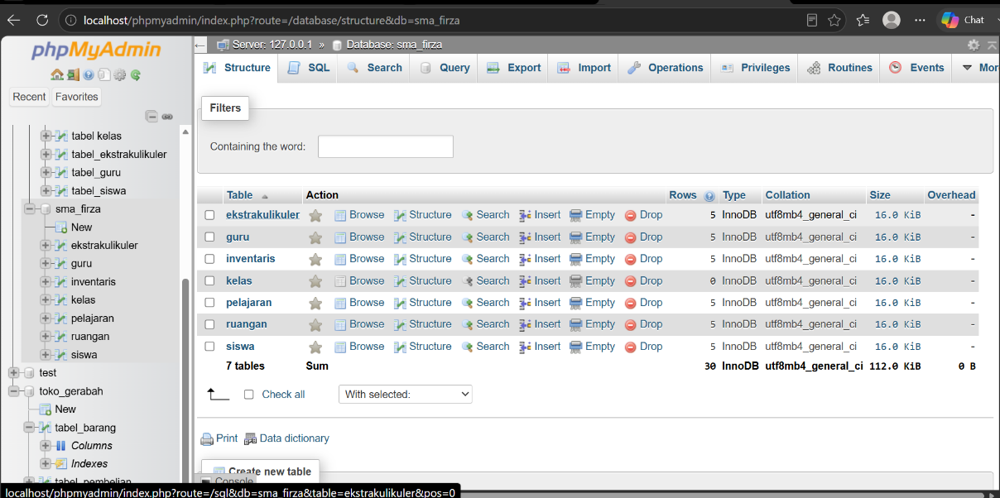 localhost/phpmyadmin/index.php?route=/database/structure&db=sma_firza
Chat
phpMyAdmin
Recent Favorites
tabel kelas
tabel_ekstrakulikuler
tabel_guru
tabel_siswa
sma_firza
New
ekstrakulikuler
guru
inventaris
kelas
pelajaran
ruangan
siswa
test
toko_gerabah
New
tabel_barang
Columns
Indexes
tabel_pembelian
Server: 127.0.0.1 » Database: sma_firza
Structure SQL Search Query Export Import Operations Privileges Routines Events Mor
Filters
Containing the word:
Table Action Rows Type Collation Size Overhead
ekstrakulikuler Browse Structure Search Insert Empty Drop 5 InnoDB utf8mb4_general_ci 16.0 KiB -
guru Browse Structure Search Insert Empty Drop 5 InnoDB utf8mb4_general_ci 16.0 KiB -
inventaris Browse Structure Search Insert Empty Drop 5 InnoDB utf8mb4_general_ci 16.0 KiB -
kelas Browse Structure Search Insert Empty Drop 0 InnoDB utf8mb4_general_ci 16.0 KiB -
pelajaran Browse Structure Search Insert Empty Drop 5 InnoDB utf8mb4_general_ci 16.0 KiB -
ruangan Browse Structure Search Insert Empty Drop 5 InnoDB utf8mb4_general_ci 16.0 KiB -
siswa Browse Structure Search Insert Empty Drop 5 InnoDB utf8mb4_general_ci 16.0 KiB -
7 tables Sum 30 InnoDB utf8mb4_general_ci 112.0 KiB 0 B
Check all With selected:
Print Data dictionary
Create new table
Console
localhost/phpmyadmin/index.php?route=/sql&db=sma_firza&table=ekstrakulikuler&pos=0